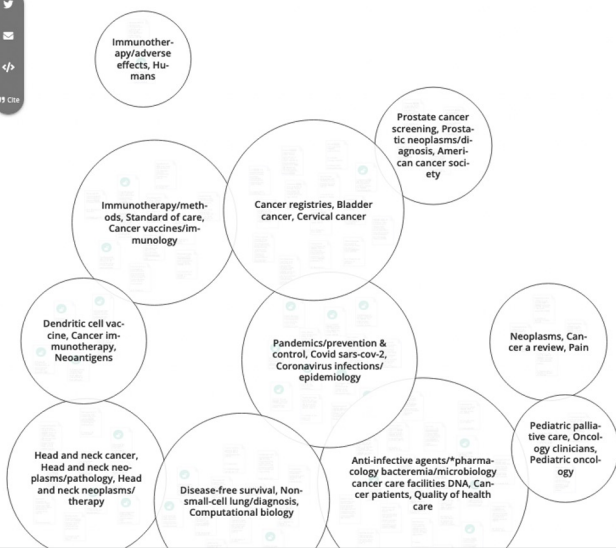 Cite
Immunother-
apy/adverse
effects, Hu-
mans
Prostate cancer
screening, Prosta-
tic neoplasms/di-
agnosis, Ameri-
can cancer soci-
ety
Immunotherapy/meth-
ods, Standard of care,
Cancer vaccines/im-
munology
Cancer registries, Bladder
cancer, Cervical cancer
Dendritic cell vac-
cine, Cancer im-
munotherapy,
Neoantigens
Pandemics/prevention &
control, Covid sars-cov-2,
Coronavirus infections/
epidemiology
Neoplasms, Can-
cer a review, Pain
Head and neck cancer,
Head and neck neo-
plasms/pathology, Head
and neck neoplasms/
therapy
Disease-free survival, Non-
small-cell lung/diagnosis,
Computational biology
Anti-infective agents/*pharma-
cology bacteremia/microbiology
cancer care facilities DNA, Can-
cer patients, Quality of health
care
Pediatric pallia-
tive care, Oncol-
ogy clinicians,
Pediatric oncol-
ogy